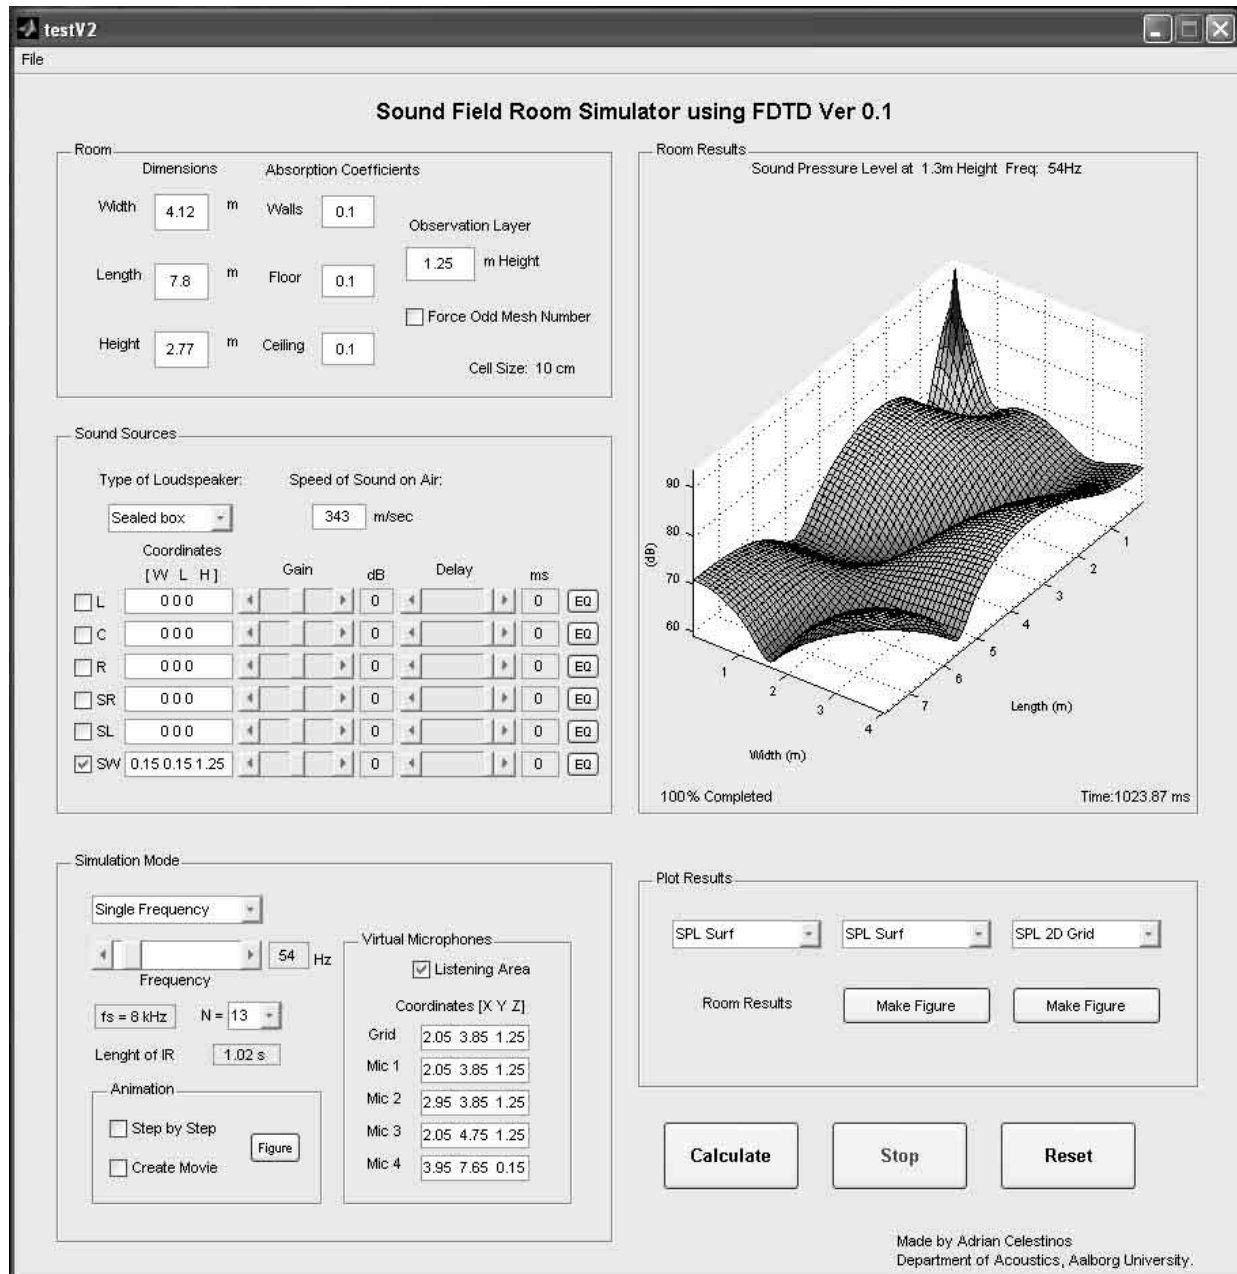 testV2
File
Sound Field Room Simulator using FDTD Ver 0.1
Room
Dimensions Absorption Coefficients
Width 4.12 m Walls 0.1
Observation Layer
1.25 m Height
Length 7.8 m Floor 0.1
Force Odd Mesh Number
Height 2.77 m Ceiling 0.1
Cell Size: 10 cm
Sound Sources
Type of Loudspeaker: Speed of Sound on Air:
Sealed box 343 m/sec
Coordinates
[W L H] Gain dB Delay ms
L 0 0 0 0 0 EQ
C 0 0 0 0 0 EQ
R 0 0 0 0 0 EQ
SR 0 0 0 0 0 EQ
SL 0 0 0 0 0 EQ
SW 0.15 0.15 1.25 0 0 EQ
Simulation Mode
Single Frequency
54 Hz
Frequency
fs = 8 kHz N = 13
Lenght of IR 1.02 s
Animation
Step by Step
Create Movie
Figure
Virtual Microphones
Listening Area
Coordinates [X Y Z]
Grid 2.05 3.85 1.25
Mic 1 2.05 3.85 1.25
Mic 2 2.95 3.85 1.25
Mic 3 2.05 4.75 1.25
Mic 4 3.95 7.65 0.15
Room Results
Sound Pressure Level at 1.3m Height Freq: 54Hz
90
80
70
60
(dB)
1
2
3
4
Width (m)
1
2
3
4
5
6
7
Length (m)
100% Completed Time:1023.87 ms
Plot Results
SPL Surf SPL Surf SPL 2D Grid
Room Results Make Figure Make Figure
Calculate Stop Reset
Made by Adrian Celestinos
Department of Acoustics, Aalborg University.